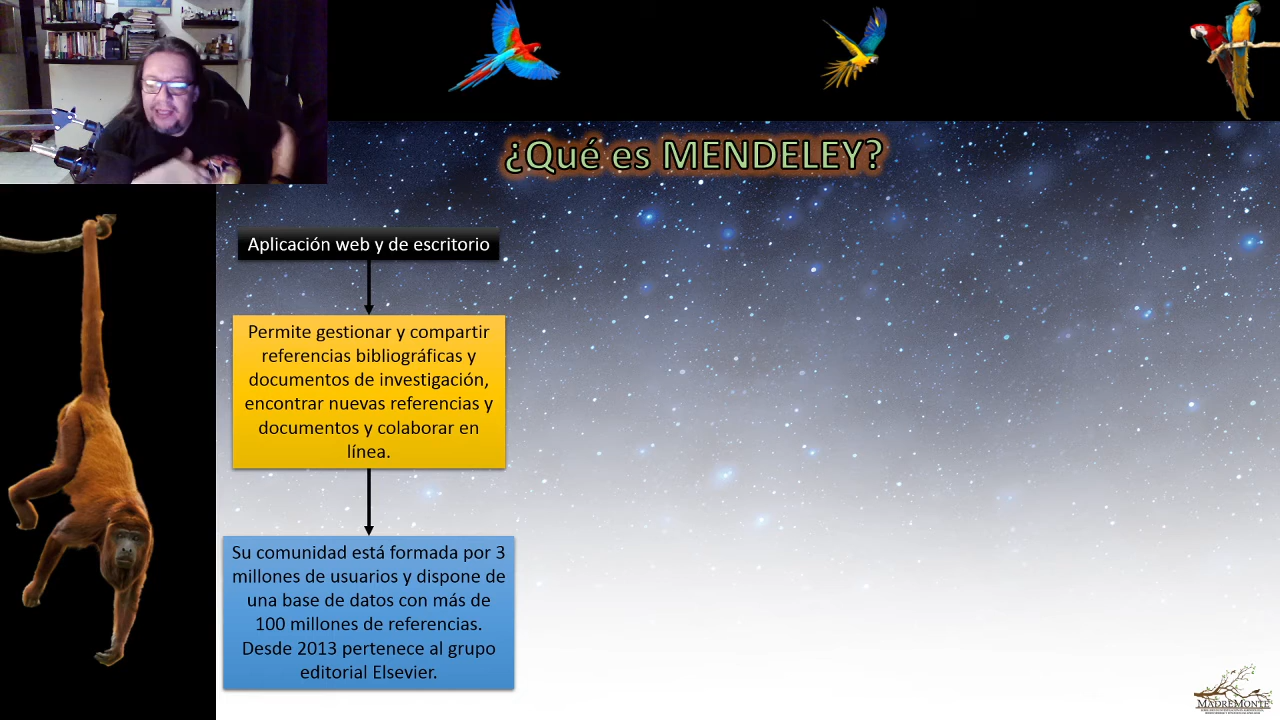 ¿Qué es MENDELEY?
Aplicación web y de escritorio
Permite gestionar y compartir
referencias bibliográficas y
documentos de investigación,
encontrar nuevas referencias y
documentos y colaborar en
línea.
Su comunidad está formada por 3
millones de usuarios y dispone de
una base de datos con más de
100 millones de referencias.
Desde 2013 pertenece al grupo
editorial Elsevier.
MADREMONTE